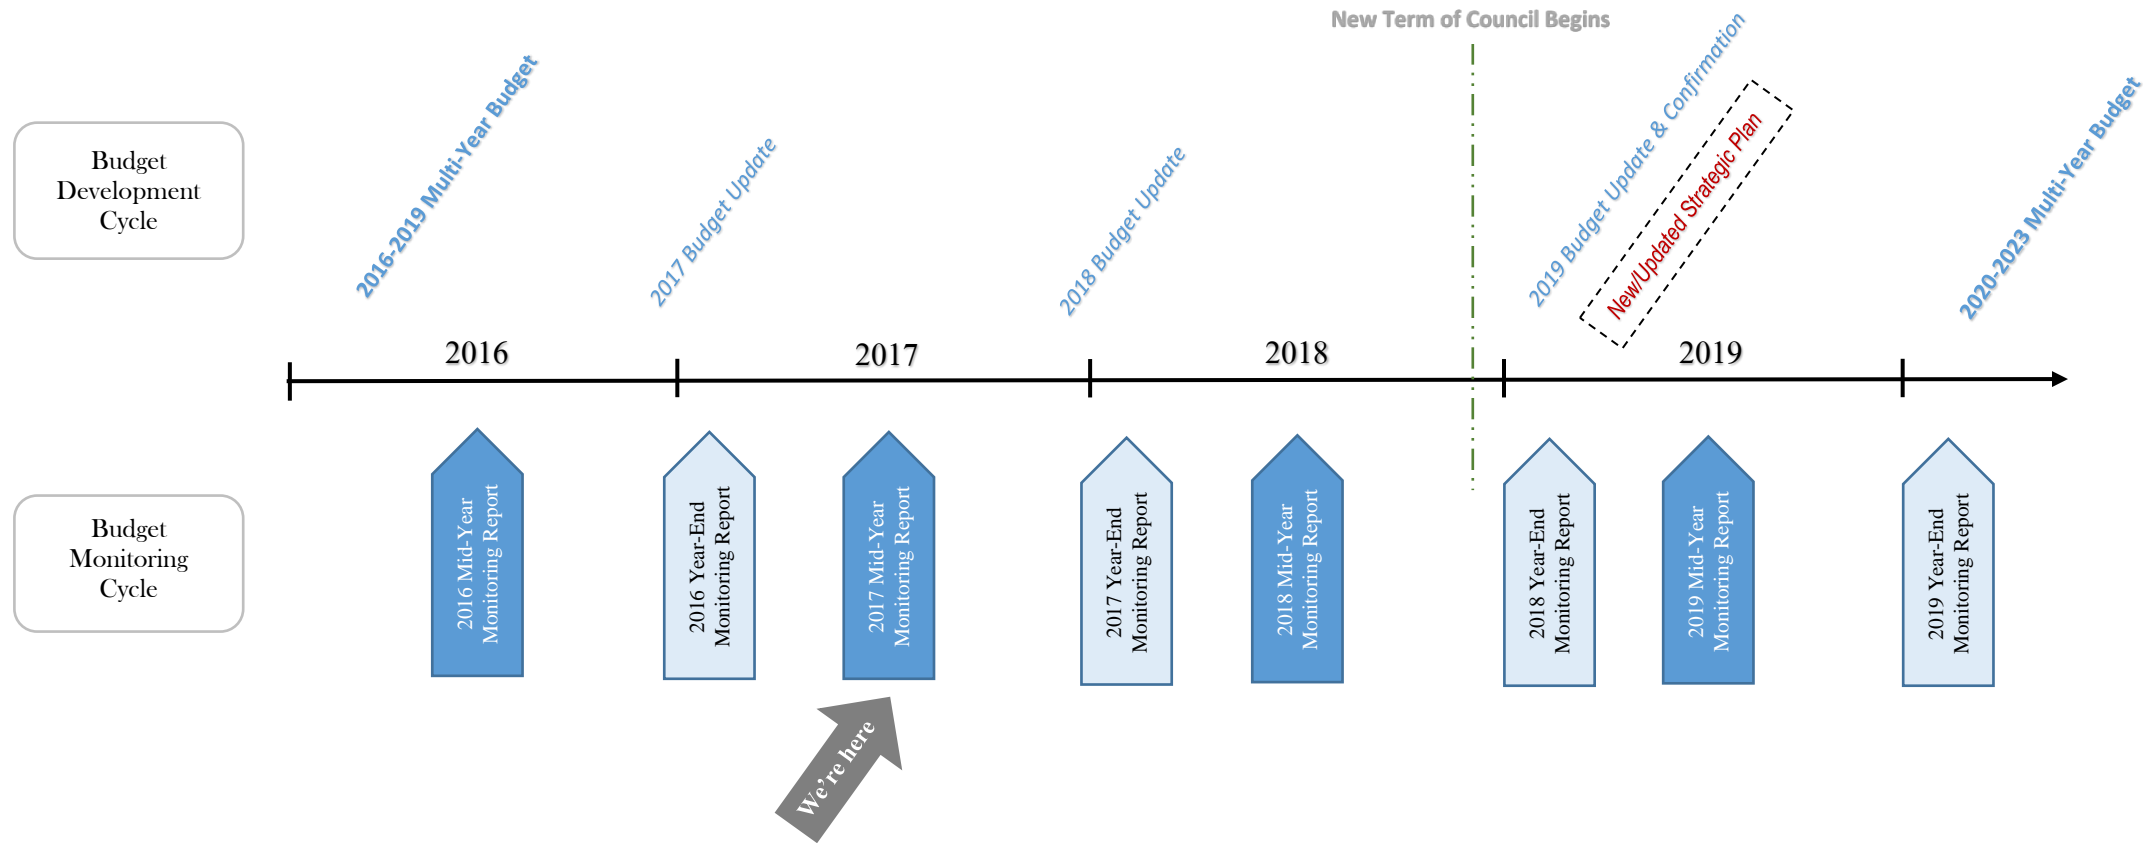 New Term of Council Begins
Budget
Development
Cycle
2016-2019 Multi-Year Budget
2017 Budget Update
2018 Budget Update
2019 Budget Update & Confirmation
New/Updated Strategic Plan
2020-2023 Multi-Year Budget
2016
2017
2018
2019
Budget
Monitoring
Cycle
2016 Mid-Year
Monitoring Report
2016 Year-End
Monitoring Report
2017 Mid-Year
Monitoring Report
2017 Year-End
Monitoring Report
2018 Mid-Year
Monitoring Report
2018 Year-End
Monitoring Report
2019 Mid-Year
Monitoring Report
2019 Year-End
Monitoring Report
We're here